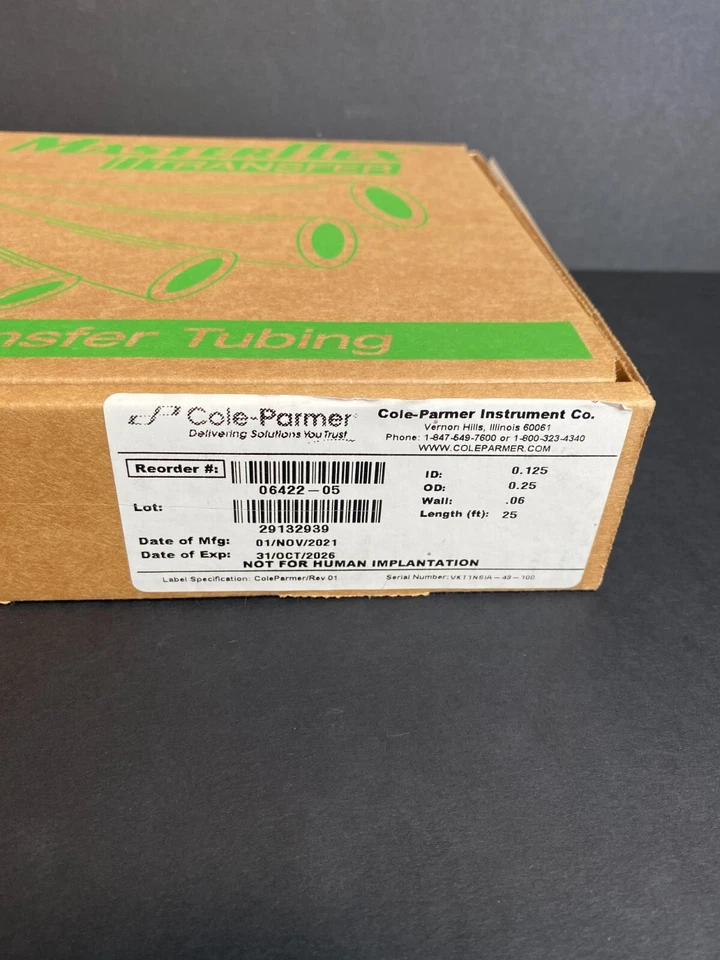 MASTERFLEX
TRANSFER
nsfer Tubing
Cole-Parmer
Delivering Solutions You Trust
Cole-Parmer Instrument Co.
Vernon Hills, Illinois 60061
Phone: 1-847-549-7600 or 1-800-323-4340
WWW.COLEPARMER.COM
Reorder #:
06422-05
Lot:
29132939
Date of Mfg: 01/NOV/2021
Date of Exp: 31/OCT/2026
ID: 0.125
OD: 0.25
Wall: .06
Length (ft): 25
NOT FOR HUMAN IMPLANTATION
Label Specification: ColeParmer/Rev 01
Serial Number: